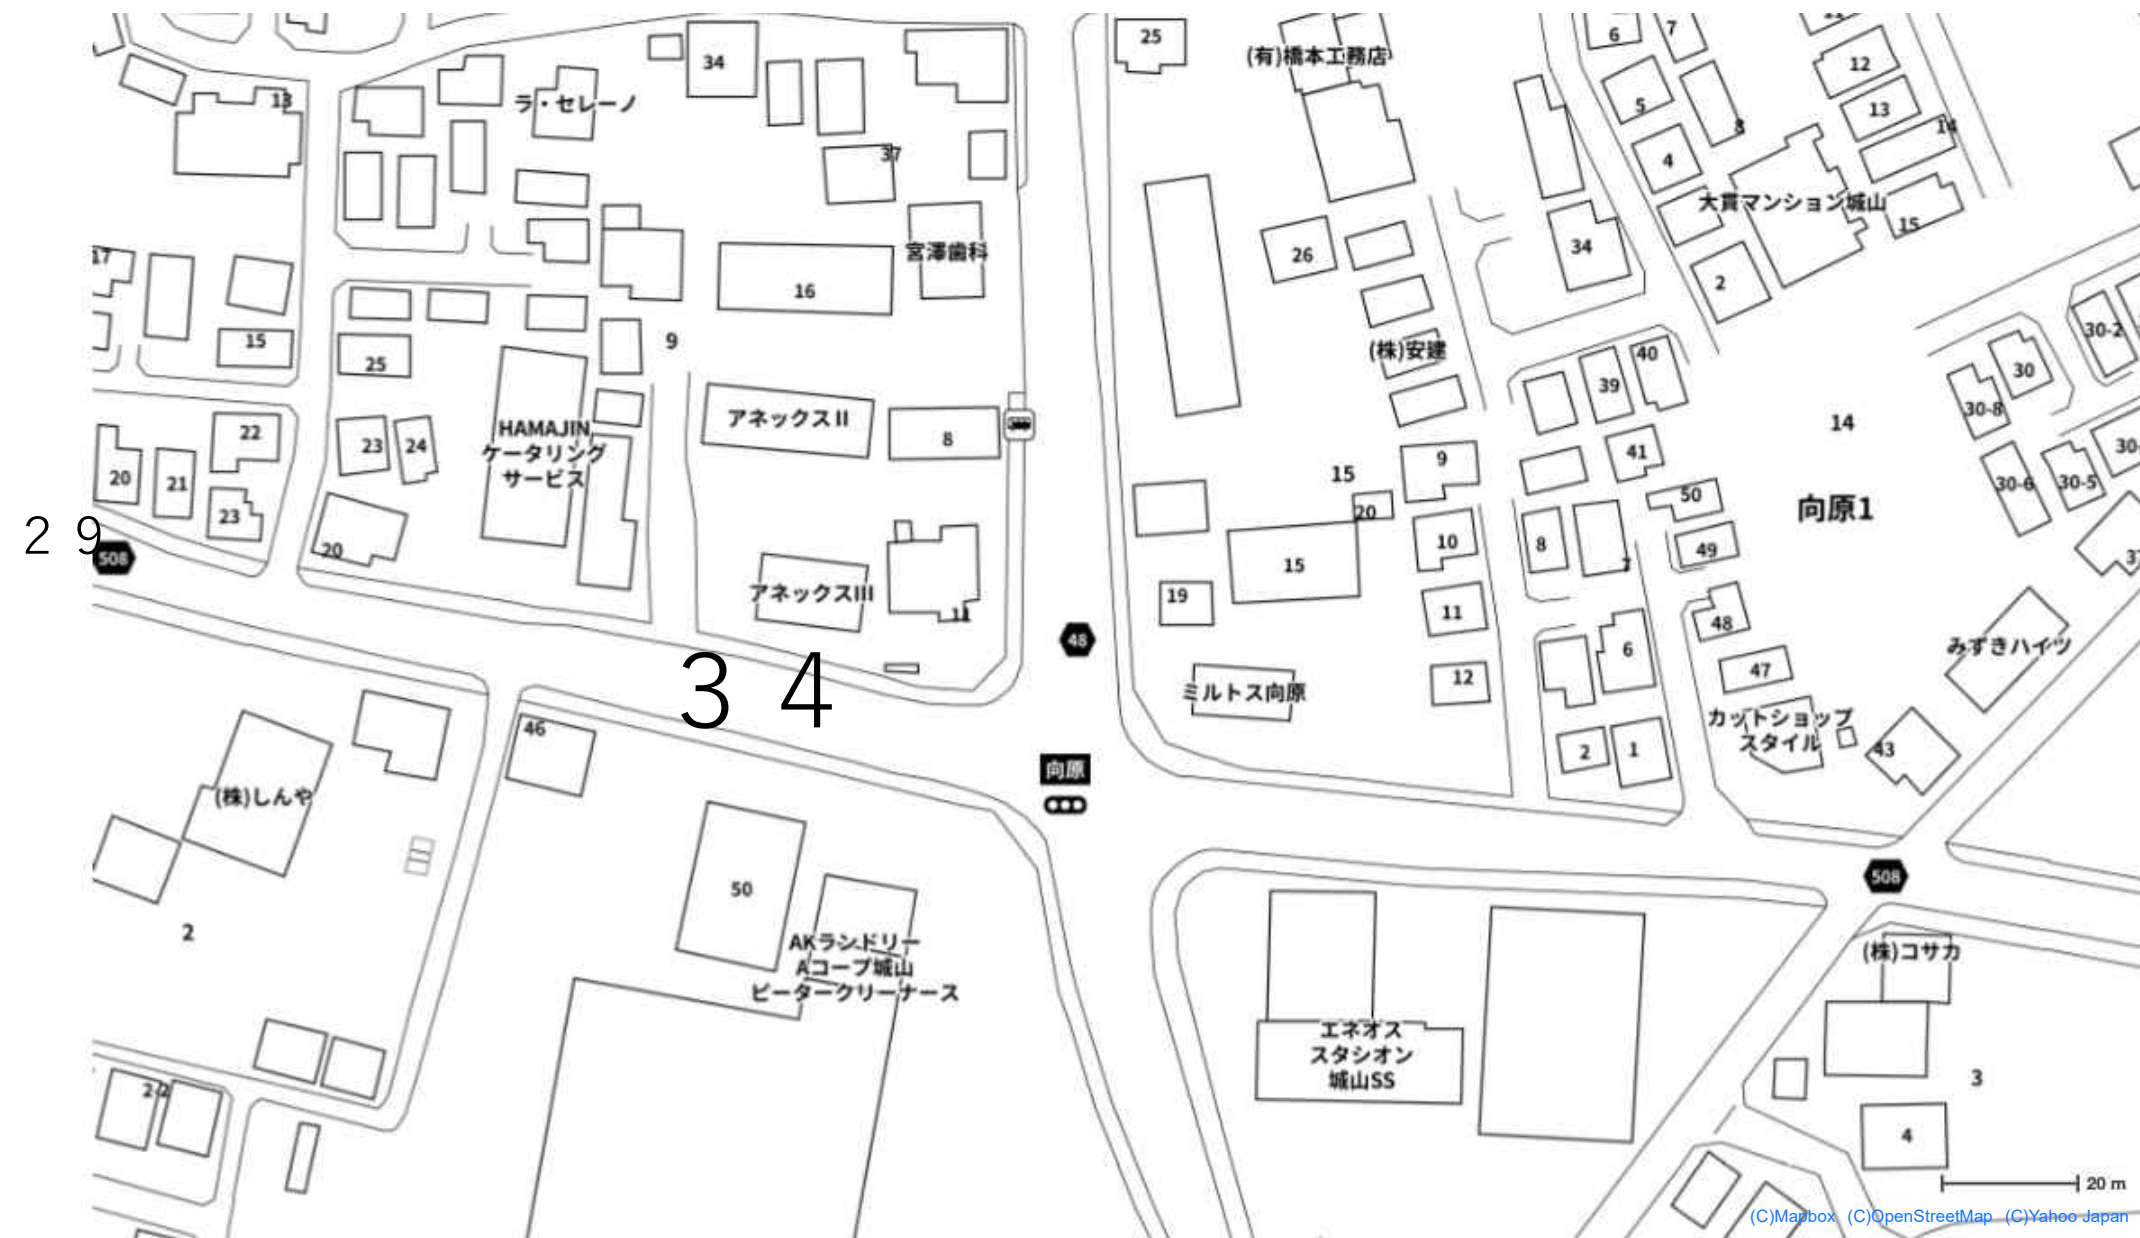 25
(有)橋本工務店
6
7
11
12
34
13
ラ・セレーノ
5
13
8
14
37
4
大貫マンション城山
15
17
宮澤歯科
26
34
2
16
30-2
15
9
25
(株)安建
40
30
39
30-8
アネックスⅡ
8
14
22
HAMAJIN
ケータリング
サービス
23
24
9
41
30-
20
21
15
30-6
30-5
50
向原1
23
20
29
508
20
10
8
49
15
7
37
アネックスIII
19
11
11
48
48
6
みずきハイツ
34
ミルトス向原
12
47
46
カットショップ
スタイル
2
1
43
向原
(株)しんや
50
508
2
AKランドリー
Aコープ城山
ピータークリーナース
(株)コサカ
エネオス
スタシオン
城山SS
3
2-2
4
20 m
(C)Mapbox (C)OpenStreetMap (C)Yahoo Japan